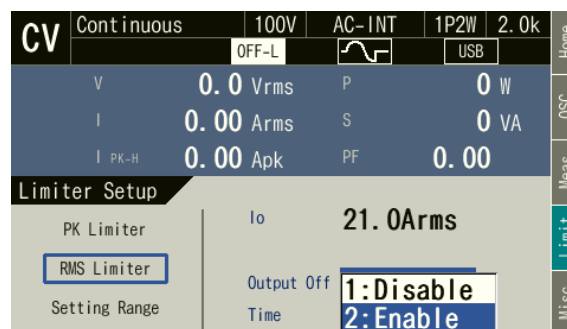 CV Continuous 100V AC-INT 1P2W 2.0k
OFF-L USB
V 0.0 Vrms P 0 W
I 0.00 Arms S 0 VA
I PK-H 0.00 Apk PF 0.00
Limiter Setup
PK Limiter
RMS Limiter
Setting Range
Io 21.0Arms
Output Off
Time
1:Disable
2:Enable
Home
OSC
Meas
Limit
Misc